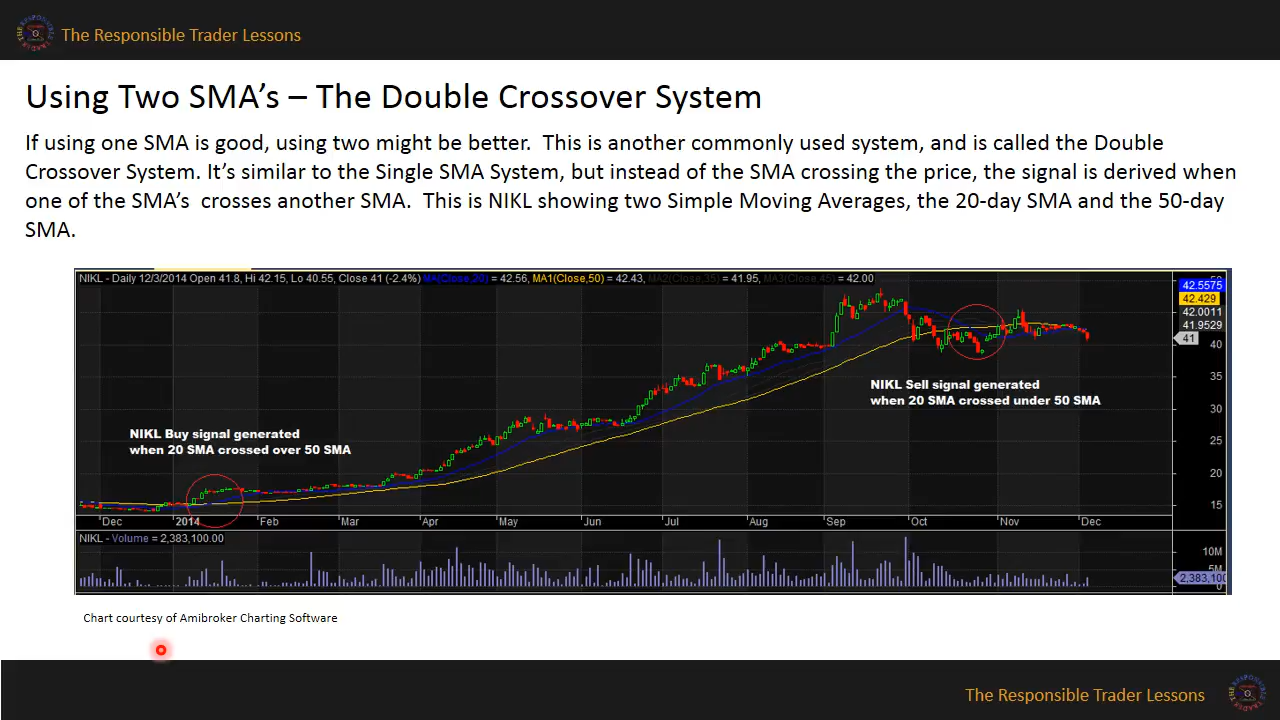 The Responsible Trader Lessons
Using Two SMA’s – The Double Crossover System
If using one SMA is good, using two might be better.  This is another commonly used system, and is called the Double
Crossover System. It’s similar to the Single SMA System, but instead of the SMA crossing the price, the signal is derived when
one of the SMA’s  crosses another SMA.  This is NIKL showing two Simple Moving Averages, the 20-day SMA and the 50-day
SMA.
NIKL - Daily 12/3/2014 Open 41.8, Hi 42.15, Lo 40.55, Close 41 (-2.4%) MA(Close,20) = 42.56, MA1(Close,50) = 42.43, MA2(Close,35) = 41.95, MA3(Close,45) = 42.00
42.5575
42.429
42.0011
41.9529
41
40
35
30
25
20
15
NIKL Sell signal generated
when 20 SMA crossed under 50 SMA
NIKL Buy signal generated
when 20 SMA crossed over 50 SMA
Dec 2014 Feb Mar Apr May Jun Jul Aug Sep Oct Nov Dec
NIKL - Volume = 2,383,100.00
10M
5M
2,383,100
0
Chart courtesy of Amibroker Charting Software
The Responsible Trader Lessons